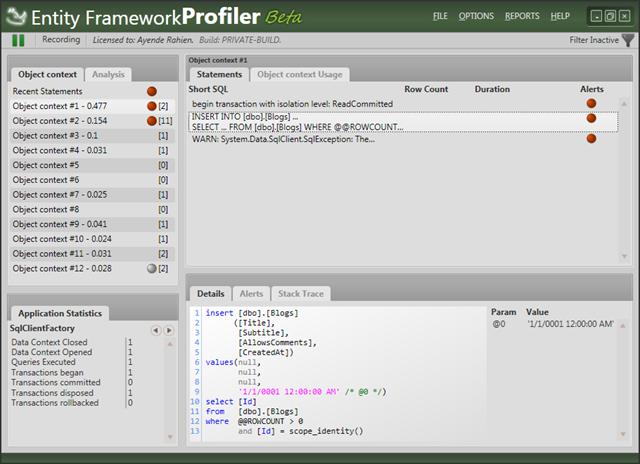 Entity FrameworkProfiler Beta
FILE OPTIONS REPORTS HELP
Recording Licensed to: Ayende Rahien. Build: PRIVATE-BUILD. Filter Inactive
Object context Analysis
Recent Statements
Object context #1 - 0.477 [2]
Object context #2 - 0.154 [11]
Object context #3 - 0.1 [1]
Object context #4 - 0.031 [1]
Object context #5 [0]
Object context #6 [0]
Object context #7 - 0.025 [1]
Object context #8 [0]
Object context #9 - 0.041 [1]
Object context #10 - 0.024 [1]
Object context #11 - 0.031 [2]
Object context #12 - 0.028 [2]
Application Statistics
SqlClientFactory
Data Context Closed 1
Data Context Opened 1
Queries Executed 1
Transactions began 1
Transactions committed 0
Transactions disposed 1
Transactions rollbacked 0
Object context #1
Statements Object context Usage
Short SQL Row Count Duration Alerts
begin transaction with isolation level: ReadCommitted
INSERT INTO [dbo].[Blogs] ...
SELECT ... FROM [dbo].[Blogs] WHERE @@ROWCOUNT...
WARN: System.Data.SqlClient.SqlException: The...
Details Alerts Stack Trace
1 insert [dbo].[Blogs]
2 ([Title],
3 [Subtitle],
4 [AllowsComments],
5 [CreatedAt])
6 values(null,
7 null,
8 null,
9 '1/1/0001 12:00:00 AM' /* @0 */)
10 select [Id]
11 from [dbo].[Blogs]
12 where @@ROWCOUNT > 0
13 and [Id] = scope_identity()
Param Value
@0 '1/1/0001 12:00:00 AM'